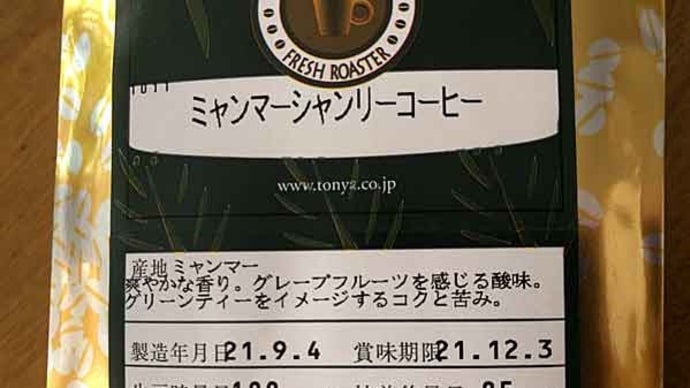 FRESH ROASTER
ミャンマーシャンリーコーヒー
www.tonya.co.jp
産地 ミャンマー
爽やかな香り。グレープフルーツを感じる酸味。
グリーンティーをイメージするコクと苦み。
製造年月日21.9.4 賞味期限21.12.3